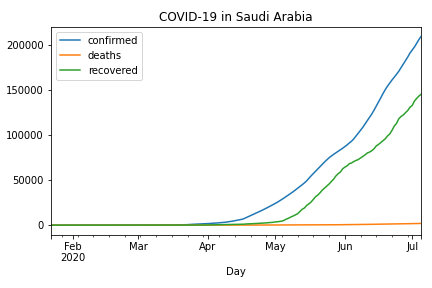 COVID-19 in Saudi Arabia
confirmed
deaths
recovered
200000
150000
100000
50000
0
Feb Mar Apr May Jun Jul
2020
Day